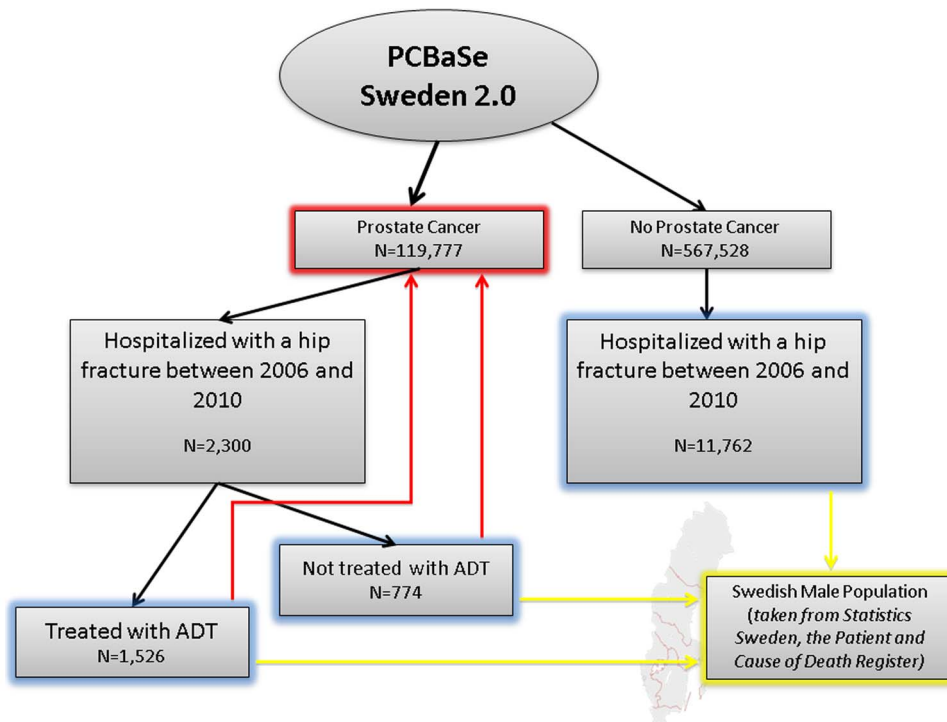 PCBaSe
Sweden 2.0
Prostate Cancer
N=119,777
No Prostate Cancer
N=567,528
Hospitalized with a hip
fracture between 2006 and
2010
N=2,300
Hospitalized with a hip
fracture between 2006 and
2010
N=11,762
Not treated with ADT
N=774
Treated with ADT
N=1,526
Swedish Male Population
(taken from Statistics
Sweden, the Patient and
Cause of Death Register)